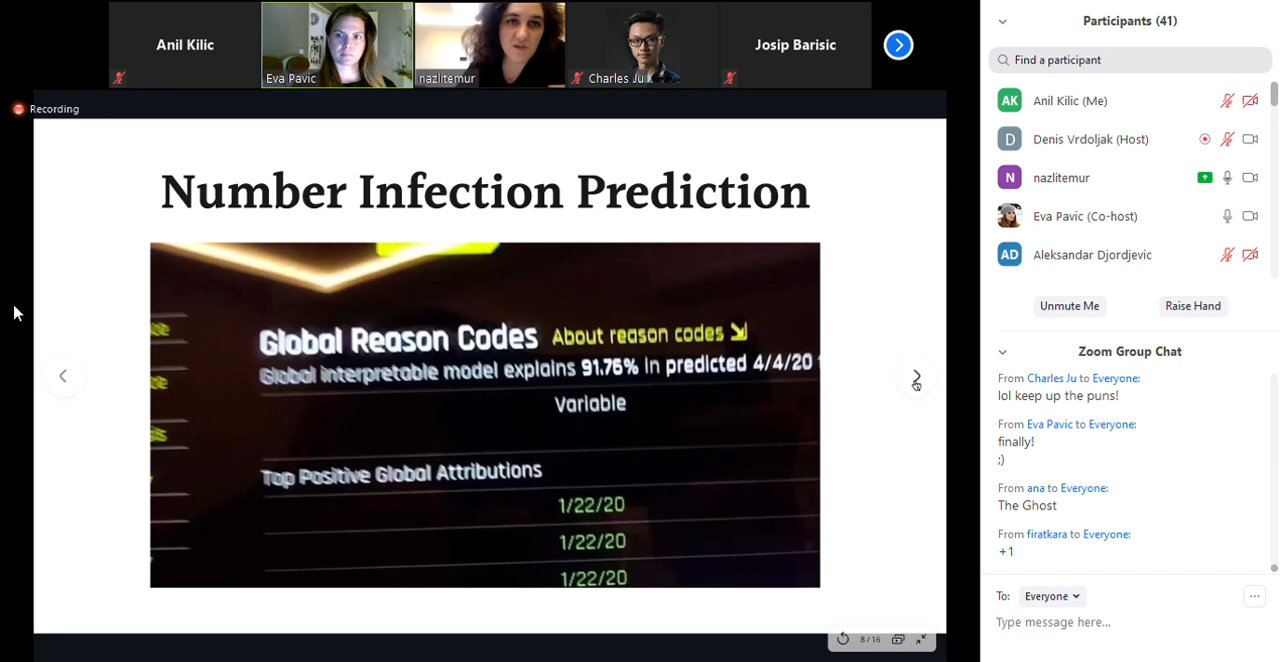 Anil Kilic
Eva Pavic
nazlitemur
Charles Ju
Josip Barisic
Recording
Number Infection Prediction
Global Reason Codes About reason codes
Global interpretable model explains 91.76% in predicted 4/4/20
Variable
Top Positive Global Attributions
1/22/20
1/22/20
1/22/20
8/16
Participants (41)
Find a participant
AK Anil Kilic (Me)
D Denis Vrdoljak (Host)
N nazlitemur
Eva Pavic (Co-host)
AD Aleksandar Djordjevic
Unmute Me Raise Hand
Zoom Group Chat
From Charles Ju to Everyone:
lol keep up the puns!
From Eva Pavic to Everyone:
finally!
;)
From ana to Everyone:
The Ghost
From firatkara to Everyone:
+1
To: Everyone
Type message here...